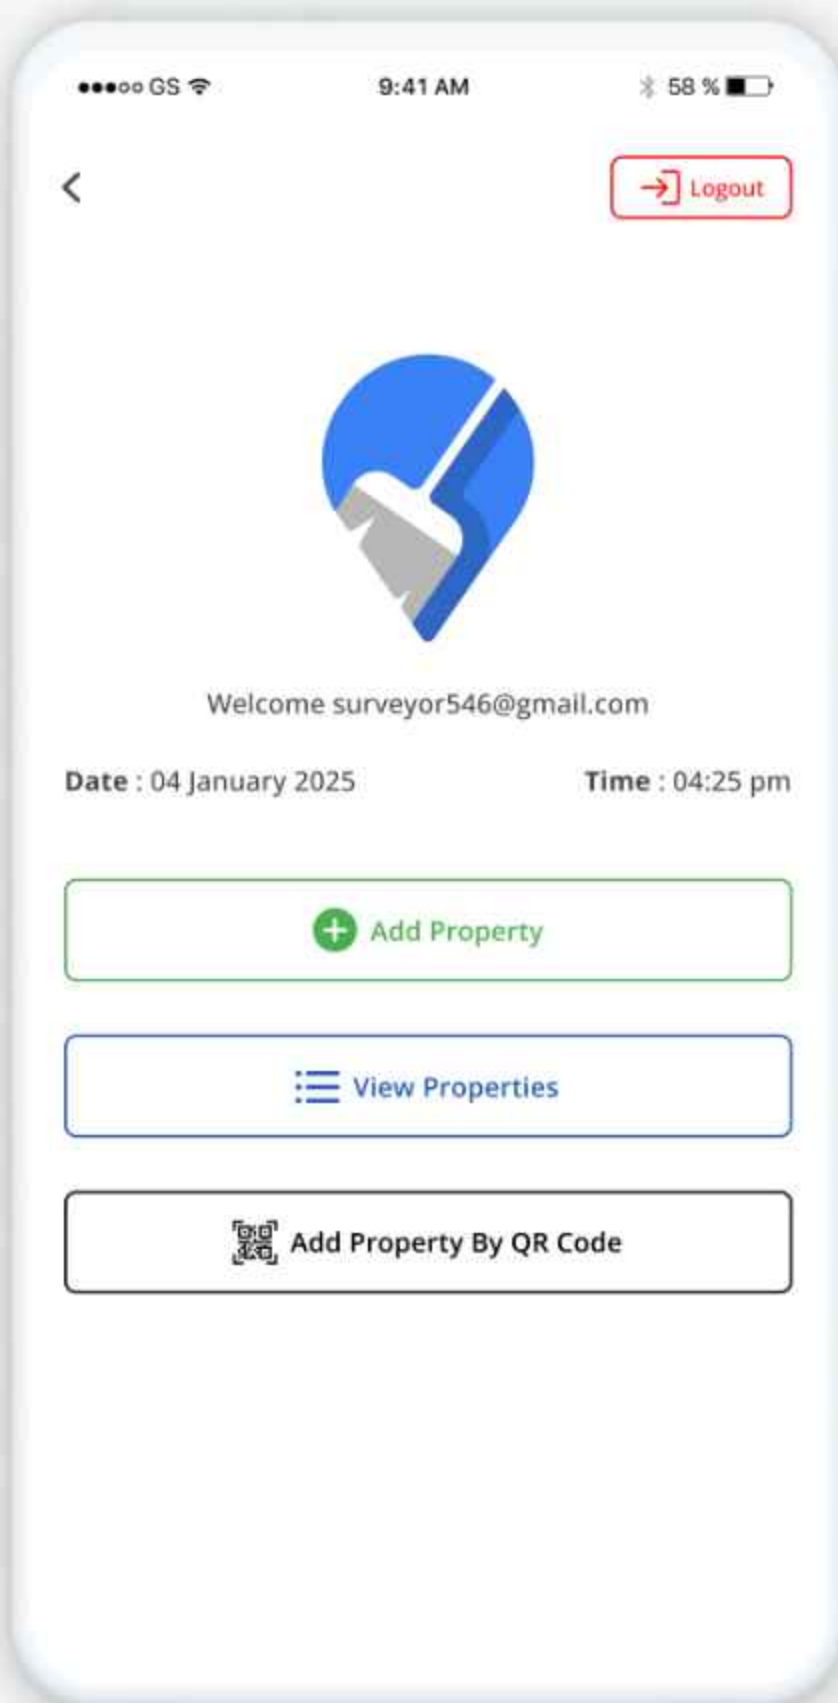 GS 9:41 AM 58 %
Logout
Welcome surveyor546@gmail.com
Date : 04 January 2025 Time : 04:25 pm
Add Property
View Properties
Add Property By QR Code